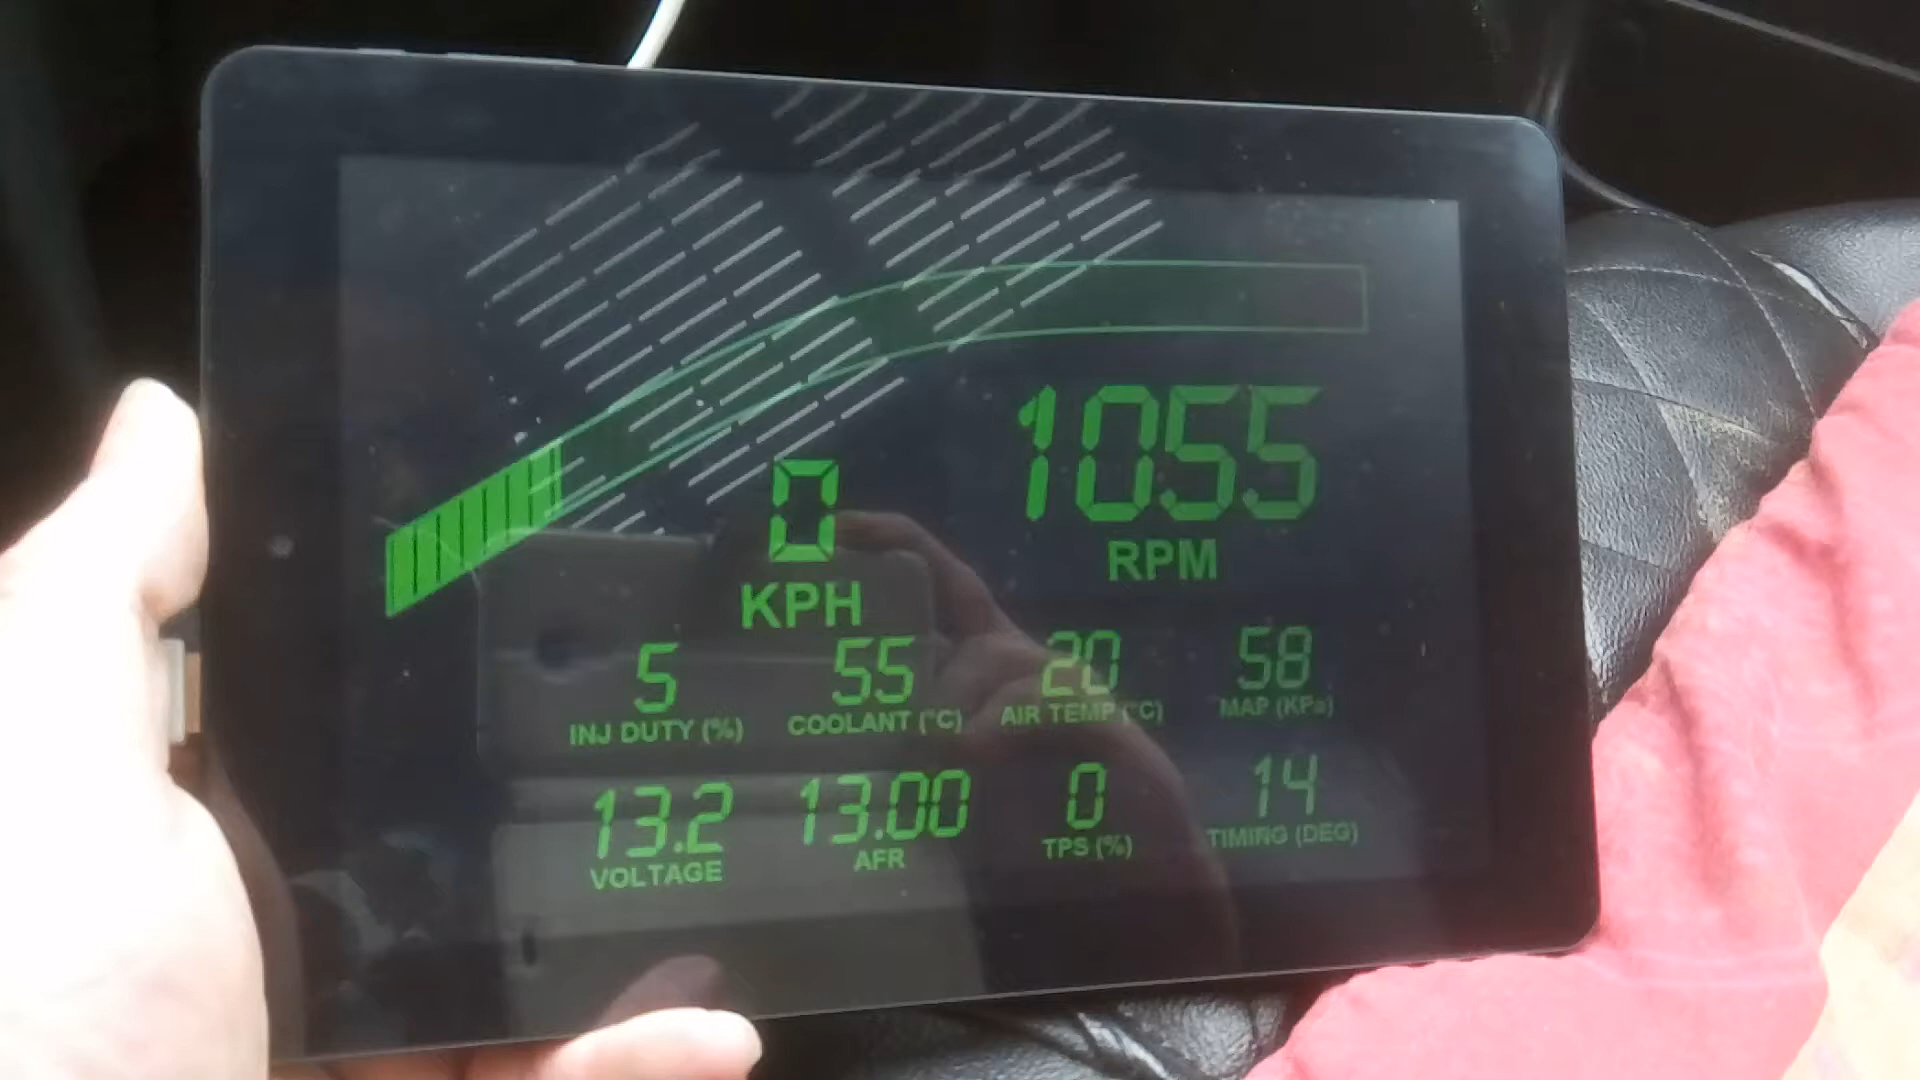 1055
RPM
0
KPH
5 55 20 58
INJ DUTY (%) COOLANT (°C) AIR TEMP (°C) MAP (KPa)
13.2 13.00 0 14
VOLTAGE AFR TPS (%) TIMING (DEG)